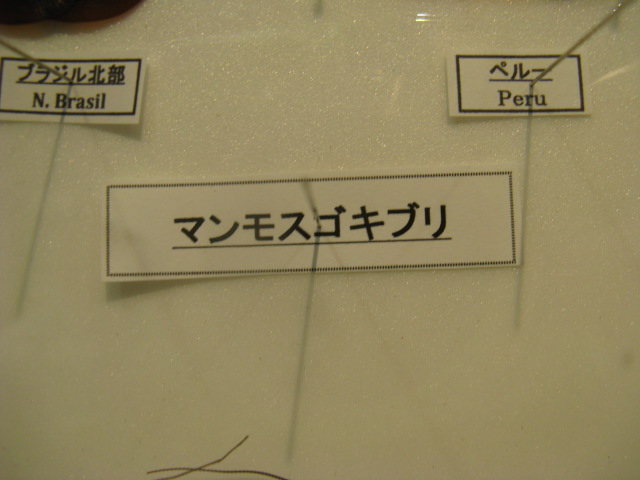 ブラジル北部
N. Brasil
ペルー
Peru
マンモスゴキブリ